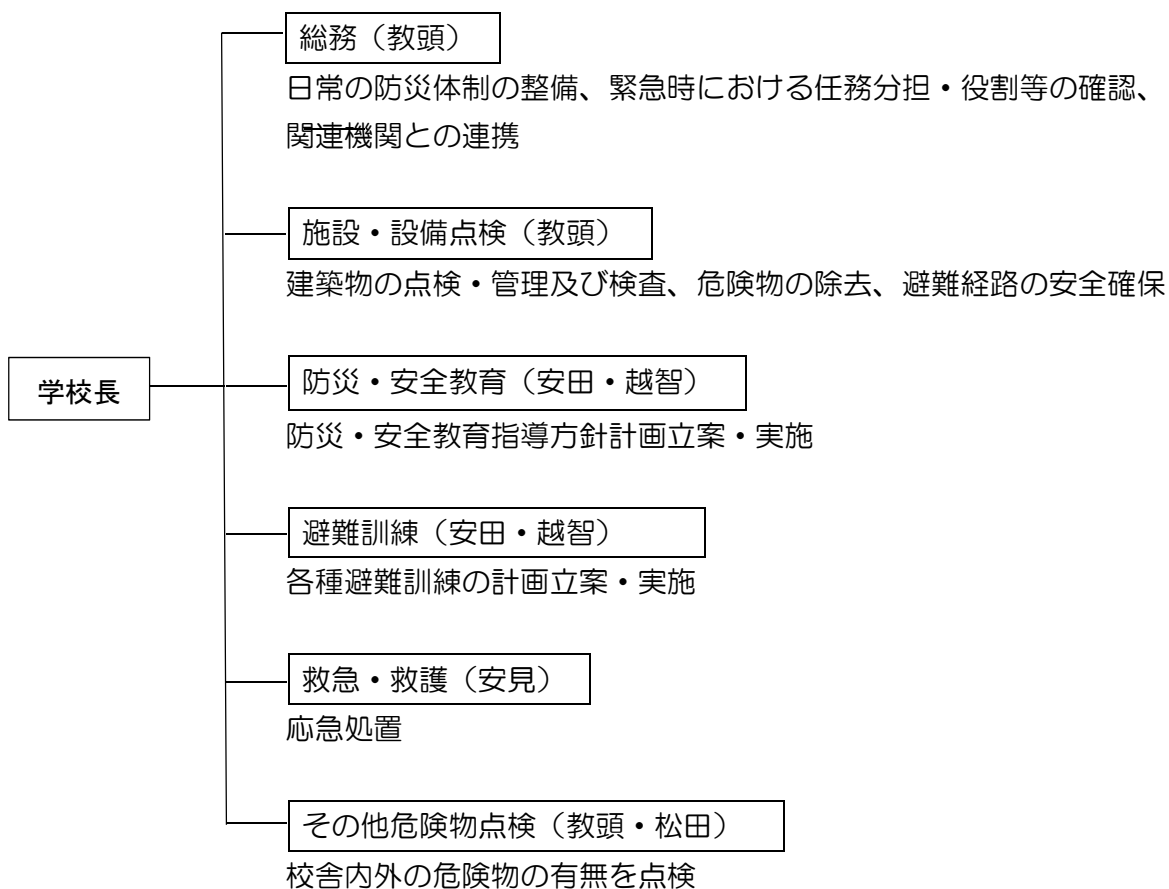 総務（教頭）
日常の防災体制の整備、緊急時における任務分担・役割等の確認、
関連機関との連携
施設・設備点検（教頭）
建築物の点検・管理及び検査、危険物の除去、避難経路の安全確保
学校長
防災・安全教育（安田・越智）
防災・安全教育指導方針計画立案・実施
避難訓練（安田・越智）
各種避難訓練の計画立案・実施
救急・救護（安見）
応急処置
その他危険物点検（教頭・松田）
校舎内外の危険物の有無を点検